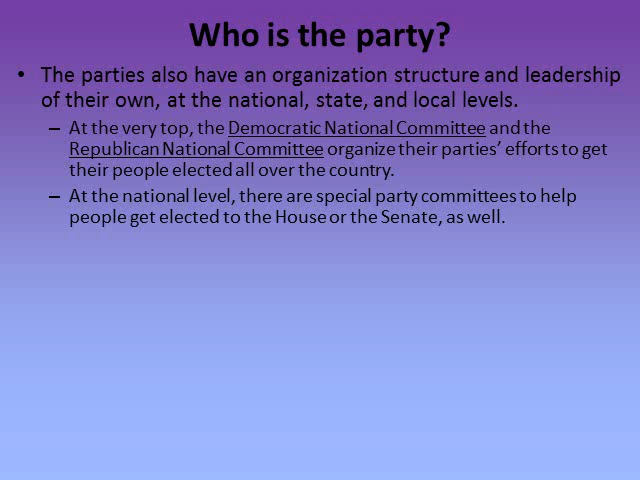 Who is the party?
• The parties also have an organization structure and leadership
of their own, at the national, state, and local levels.
– At the very top, the Democratic National Committee and the
Republican National Committee organize their parties’ efforts to get
their people elected all over the country.
– At the national level, there are special party committees to help
people get elected to the House or the Senate, as well.